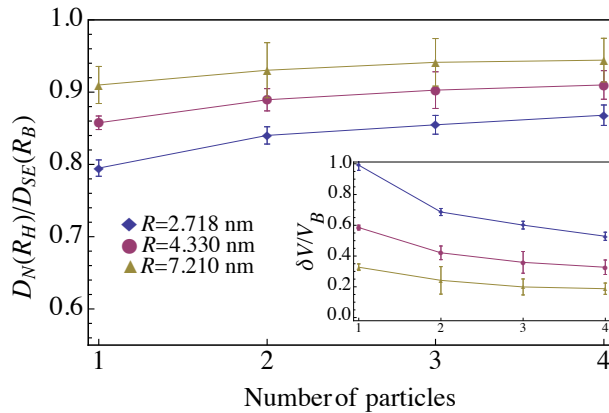 1.0
0.9
0.8
0.7
0.6
D_N(R_H)/D_SE(R_B)
R=2.718 nm
R=4.330 nm
R=7.210 nm
1.0
0.8
0.6
0.4
0.2
0.0
δV/V_B
1 2 3 4
1 2 3 4
Number of particles